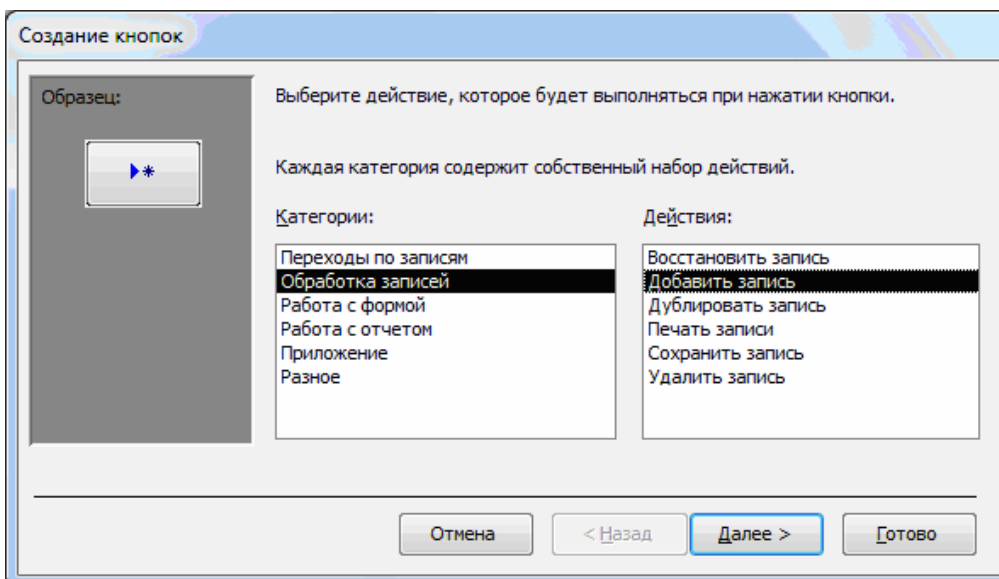 Создание кнопок
Образец:
Выберите действие, которое будет выполняться при нажатии кнопки.
Каждая категория содержит собственный набор действий.
Категории:
Действия:
Переходы по записям
Обработка записей
Работа с формой
Работа с отчетом
Приложение
Разное
Восстановить запись
Добавить запись
Дублировать запись
Печать записи
Сохранить запись
Удалить запись
Отмена
< Назад
Далее >
Готово